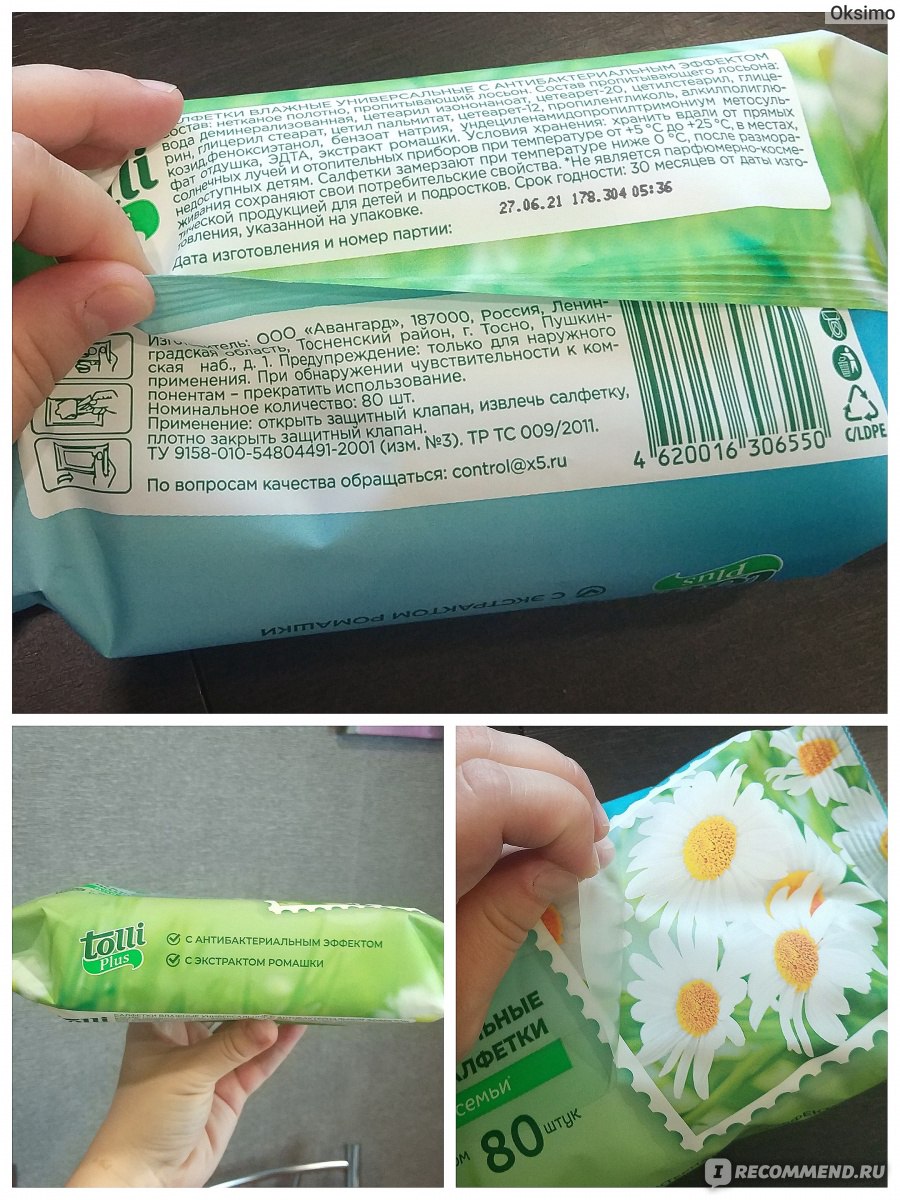 Oksimo
САЛФЕТКИ ВЛАЖНЫЕ УНИВЕРСАЛЬНЫЕ С АНТИБАКТЕРИАЛЬНЫМ ЭФФЕКТОМ
Состав: нетканое полотно, пропитывающий лосьон. Состав пропитывающего лосьона:
вода деминерализованная, цетеарил изононаноат, цетеарет-20, цетилстеарил, глице-
рин, глицерил стеарат, цетил пальмитат, цетеарет-12, пропиленгликоль, алкилполиглю-
козид, феноксиэтанол, бензоат натрия, ундециленамидопропилтримониум метосуль-
фат отдушка, ЭДТА, экстракт ромашки. Условия хранения: хранить вдали от прямых
солнечных лучей и отопительных приборов при температуре от +5 °С до +25 °С, в местах,
недоступных детям. Салфетки замерзают при температуре ниже 0 °С, после размора-
живания сохраняют свои потребительские свойства. *Не является парфюмерно-косме-
тической продукцией для детей и подростков. Срок годности: 30 месяцев от даты изго-
товления, указанной на упаковке.
27.06.21 178.304 05:36
Дата изготовления и номер партии:
Изготовитель: ООО «Авангард», 187000, Россия, Ленин-
градская область, Тосненский район, г. Тосно, Пушкин-
ская наб., д. 1. Предупреждение: только для наружного
применения. При обнаружении чувствительности к ком-
понентам – прекратить использование.
Номинальное количество: 80 шт.
Применение: открыть защитный клапан, извлечь салфетку,
плотно закрыть защитный клапан.
ТУ 9158-010-54804491-2001 (изм. №3). ТР ТС 009/2011.
По вопросам качества обращаться: control@x5.ru
4 620016 306550
C/LDPE
Plus
С ЭКСТРАКТОМ РОМАШКИ
tolli
Plus
С АНТИБАКТЕРИАЛЬНЫМ ЭФФЕКТОМ
С ЭКСТРАКТОМ РОМАШКИ
ЛЬНЫЕ
АЛФЕТКИ
семьи*
80 штук
IRECOMMEND.RU